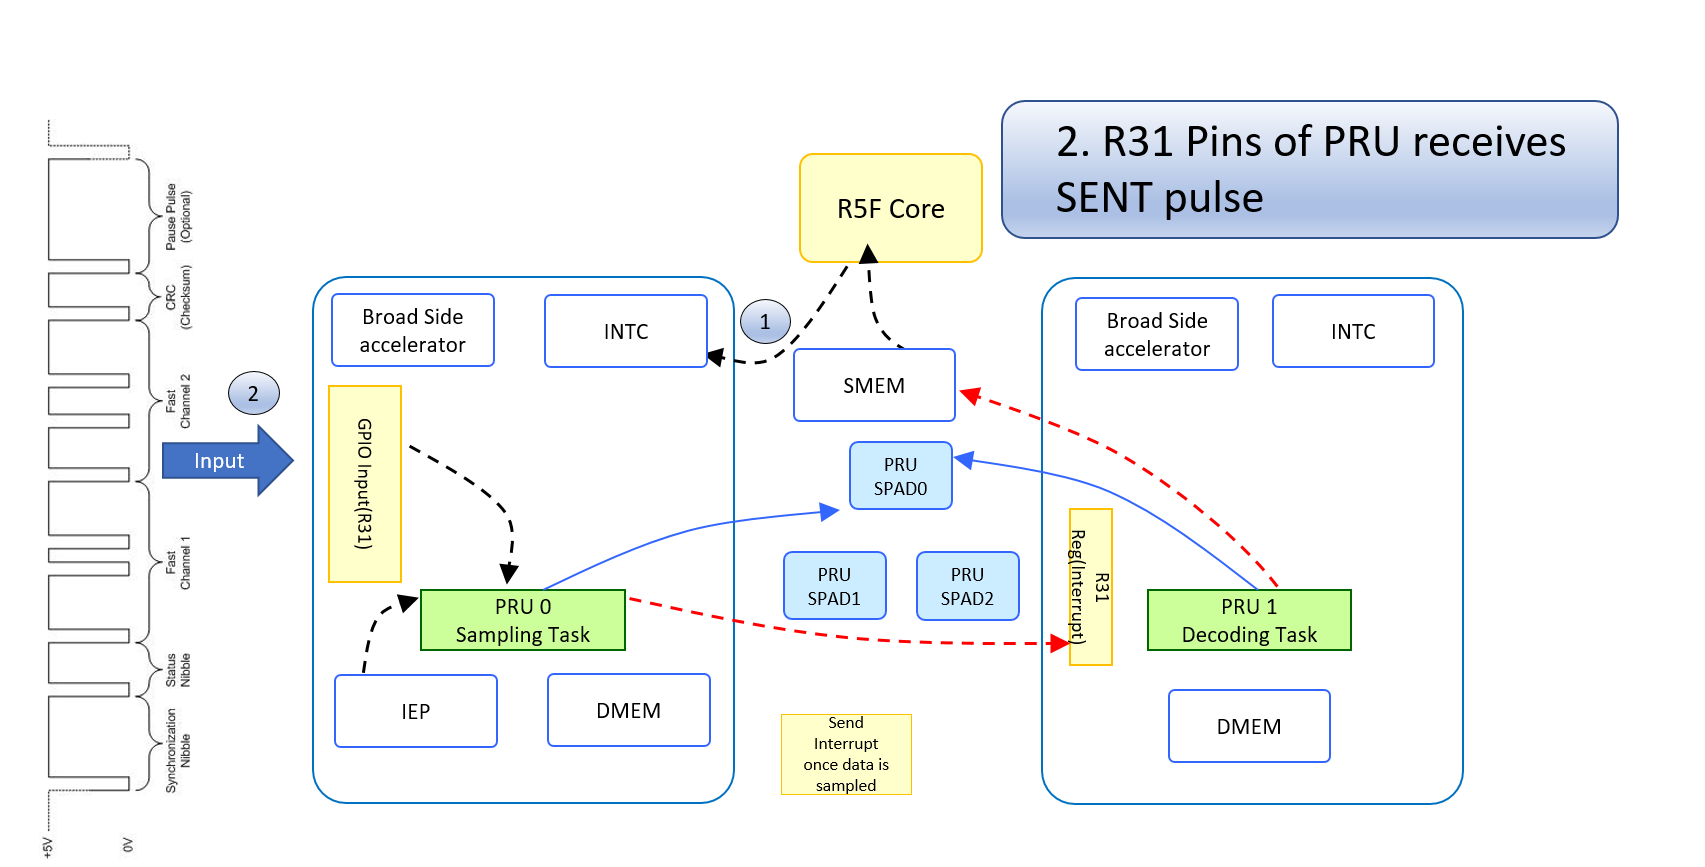 2. R31 Pins of PRU receives
SENT pulse
R5F Core
Pause Pulse
(Optional)
CRC
(Checksum)
Fast
Channel 2
Fast
Channel 1
Status
Nibble
Synchronization
Nibble
+5V
0V
2
Input
Broad Side
accelerator
INTC
1
GPIO Input(R31)
PRU 0
Sampling Task
IEP
DMEM
SMEM
PRU
SPAD0
PRU
SPAD1
PRU
SPAD2
Send
Interrupt
once data is
sampled
Broad Side
accelerator
INTC
R31
Reg(Interrupt)
PRU 1
Decoding Task
DMEM